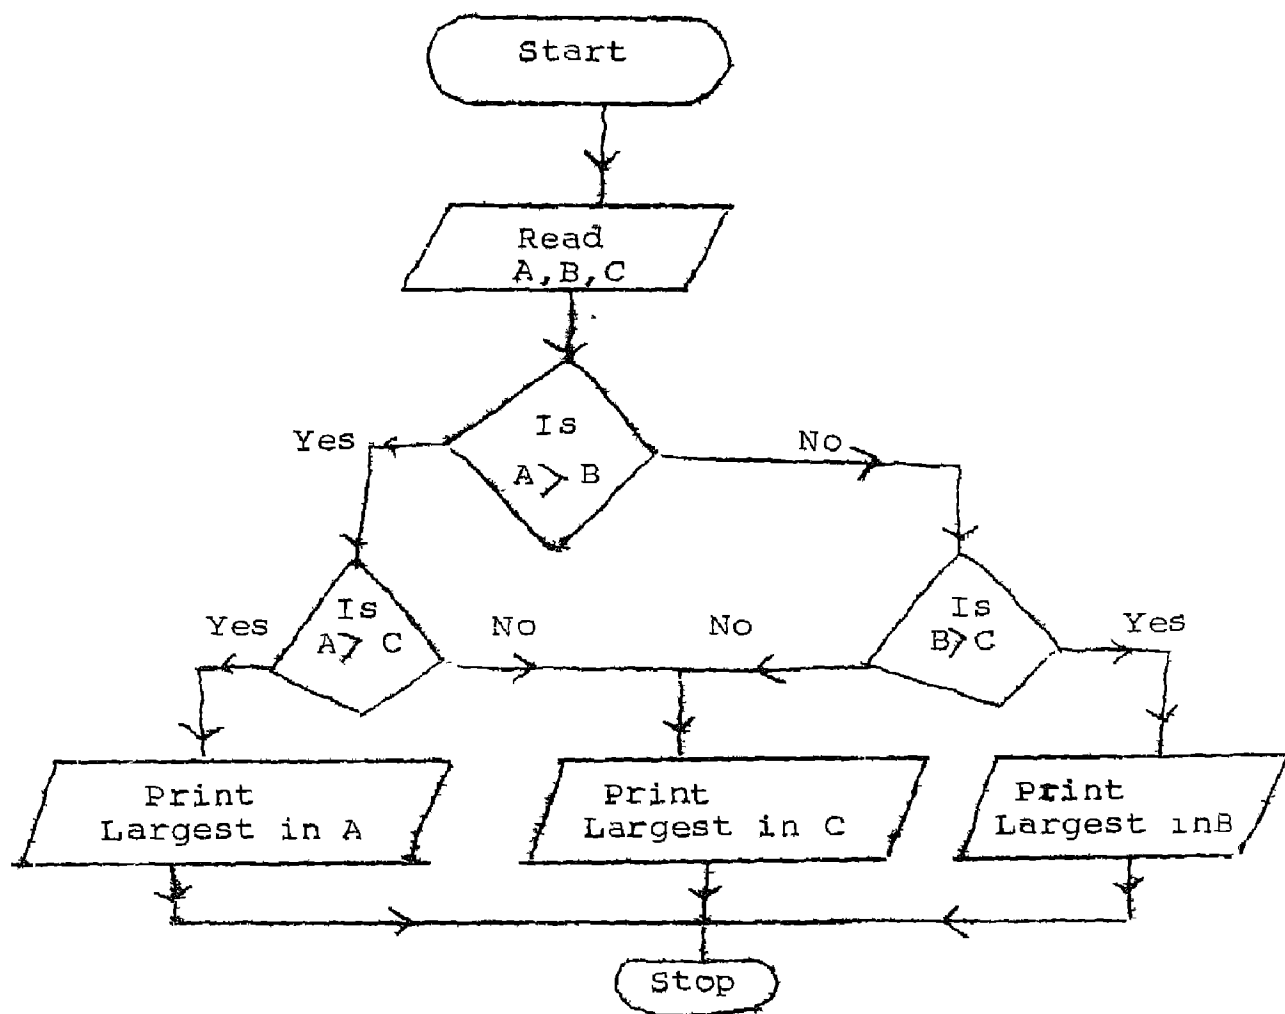 Start
Read
A,B,C
Is
A > B
Yes
No
Is
A > C
Yes
No
No
Is
B>C
Yes
Print
Largest in A
Print
Largest in C
Print
Largest inB
Stop